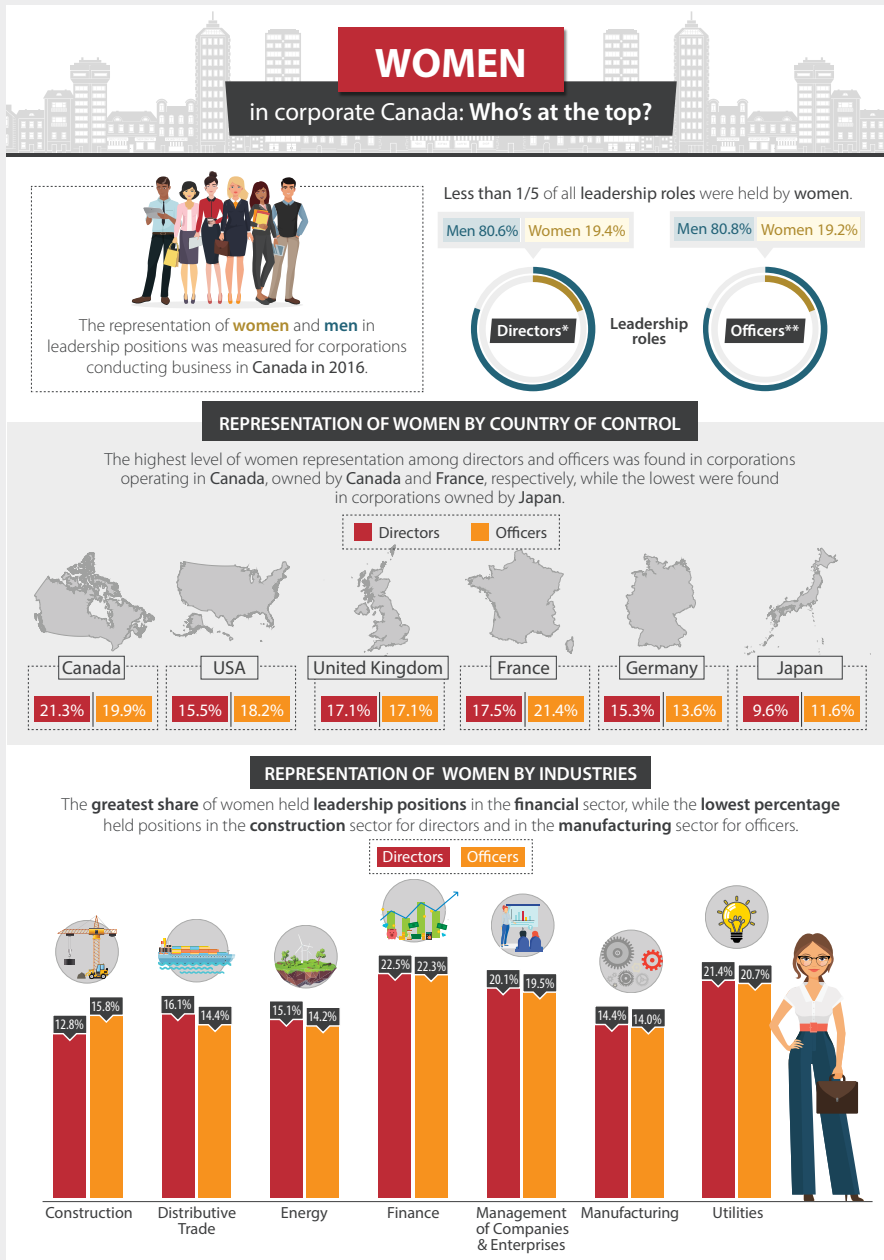 WOMEN
in corporate Canada: Who's at the top?
The representation of women and men in
leadership positions was measured for corporations
conducting business in Canada in 2016.
Less than 1/5 of all leadership roles were held by women.
Men 80.6% Women 19.4%
Men 80.8% Women 19.2%
Directors*
Leadership
roles
Officers**
REPRESENTATION OF WOMEN BY COUNTRY OF CONTROL
The highest level of women representation among directors and officers was found in corporations
operating in Canada, owned by Canada and France, respectively, while the lowest were found
in corporations owned by Japan.
Directors Officers
Canada USA United Kingdom France Germany Japan
21.3% 19.9% 15.5% 18.2% 17.1% 17.1% 17.5% 21.4% 15.3% 13.6% 9.6% 11.6%
REPRESENTATION OF WOMEN BY INDUSTRIES
The greatest share of women held leadership positions in the financial sector, while the lowest percentage
held positions in the construction sector for directors and in the manufacturing sector for officers.
Directors Officers
12.8% 15.8% 16.1% 14.4% 15.1% 14.2% 22.5% 22.3% 20.1% 19.5% 14.4% 14.0% 21.4% 20.7%
Construction
Distributive
Trade
Energy
Finance
Management
of Companies
& Enterprises
Manufacturing
Utilities